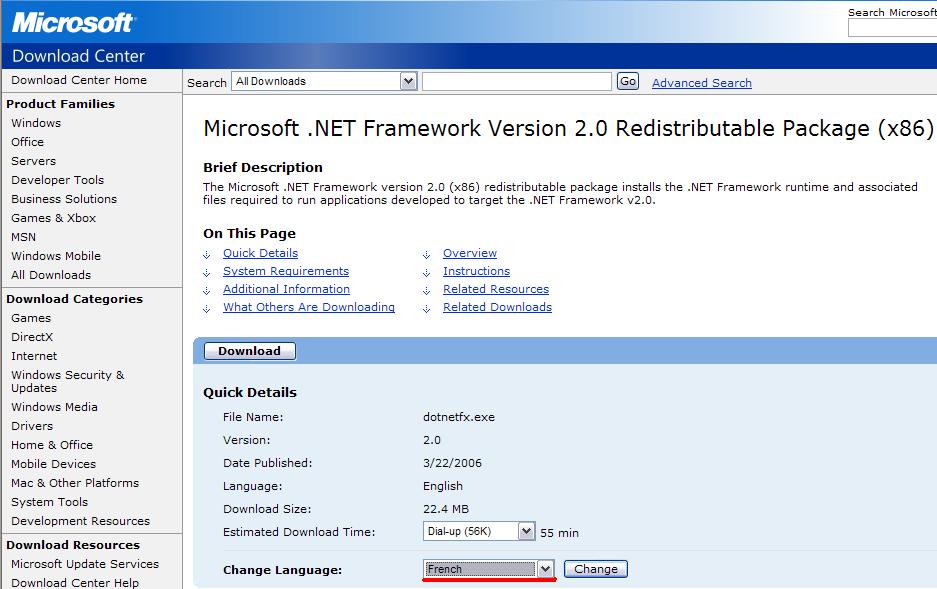 Microsoft
Search Microsoft
Download Center
Download Center Home
Search All Downloads Go Advanced Search
Product Families
Windows
Office
Servers
Developer Tools
Business Solutions
Games & Xbox
MSN
Windows Mobile
All Downloads
Download Categories
Games
DirectX
Internet
Windows Security &
Updates
Windows Media
Drivers
Home & Office
Mobile Devices
Mac & Other Platforms
System Tools
Development Resources
Download Resources
Microsoft Update Services
Download Center Help
Microsoft .NET Framework Version 2.0 Redistributable Package (x86)
Brief Description
The Microsoft .NET Framework version 2.0 (x86) redistributable package installs the .NET Framework runtime and associated
files required to run applications developed to target the .NET Framework v2.0.
On This Page
Quick Details Overview
System Requirements Instructions
Additional Information Related Resources
What Others Are Downloading Related Downloads
Download
Quick Details
File Name: dotnetfx.exe
Version: 2.0
Date Published: 3/22/2006
Language: English
Download Size: 22.4 MB
Estimated Download Time: Dial-up (56K) 55 min
Change Language: French Change